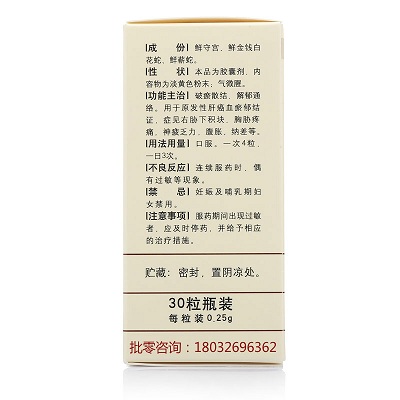 成　份 鲜守宫、鲜金钱白
花蛇、鲜蕲蛇。
性　状 本品为胶囊剂，内
容物为淡黄色粉末；气微腥。
功能主治 破瘀散结、解郁通
络。用于原发性肝癌血瘀郁结
证，症见右胁下积块、胸胁疼
痛，神疲乏力、腹胀、纳差等。
用法用量 口服。一次4粒，
一日3次。
不良反应 连续服药时，偶
有过敏等现象。
禁　忌 妊娠及哺乳期妇
女禁用。
注意事项 服药期间出现过敏
者，应及时停药，并给予相应
的治疗措施。
贮藏：密封，置阴凉处。
30粒瓶装
每粒装0.25g
批零咨询：18032696362